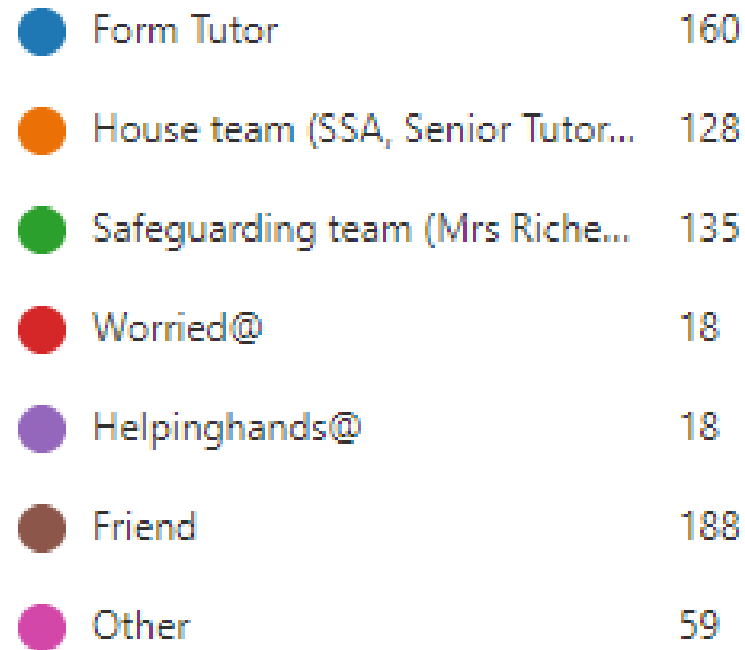 Form Tutor 160
House team (SSA, Senior Tutor... 128
Safeguarding team (Mrs Riche... 135
Worried@ 18
Helpinghands@ 18
Friend 188
Other 59